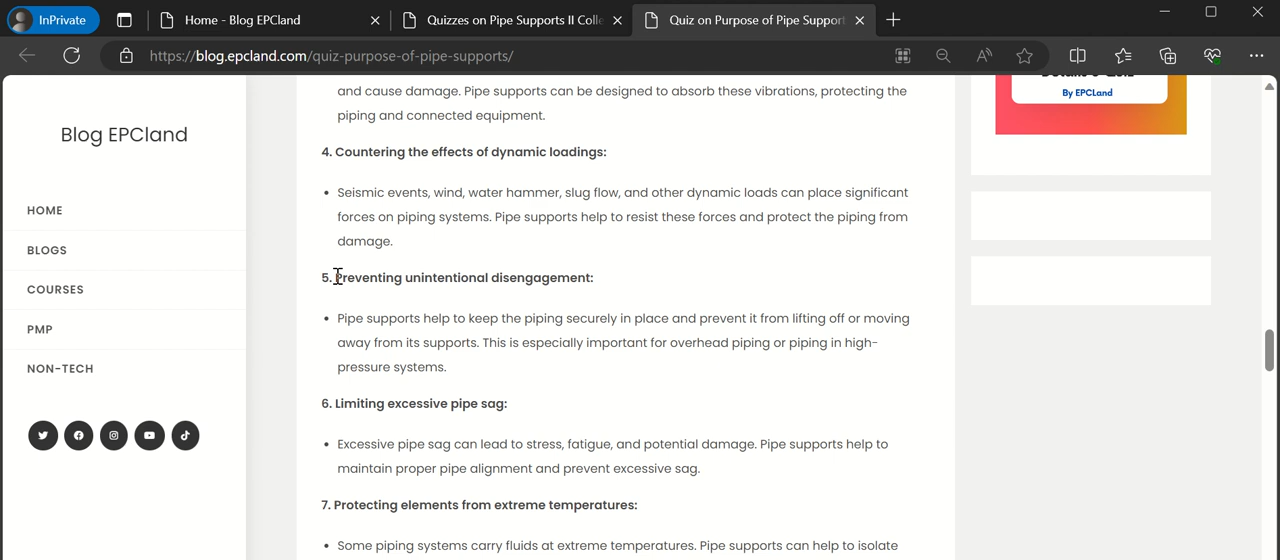 InPrivate
Home - Blog EPCland
Quizzes on Pipe Supports II Colle
Quiz on Purpose of Pipe Support
https://blog.epcland.com/quiz-purpose-of-pipe-supports/
Blog EPCland
HOME
BLOGS
COURSES
PMP
NON-TECH
and cause damage. Pipe supports can be designed to absorb these vibrations, protecting the
piping and connected equipment.
4. Countering the effects of dynamic loadings:
• Seismic events, wind, water hammer, slug flow, and other dynamic loads can place significant
forces on piping systems. Pipe supports help to resist these forces and protect the piping from
damage.
5. Preventing unintentional disengagement:
• Pipe supports help to keep the piping securely in place and prevent it from lifting off or moving
away from its supports. This is especially important for overhead piping or piping in high-
pressure systems.
6. Limiting excessive pipe sag:
• Excessive pipe sag can lead to stress, fatigue, and potential damage. Pipe supports help to
maintain proper pipe alignment and prevent excessive sag.
7. Protecting elements from extreme temperatures:
• Some piping systems carry fluids at extreme temperatures. Pipe supports can help to isolate
By EPCLand